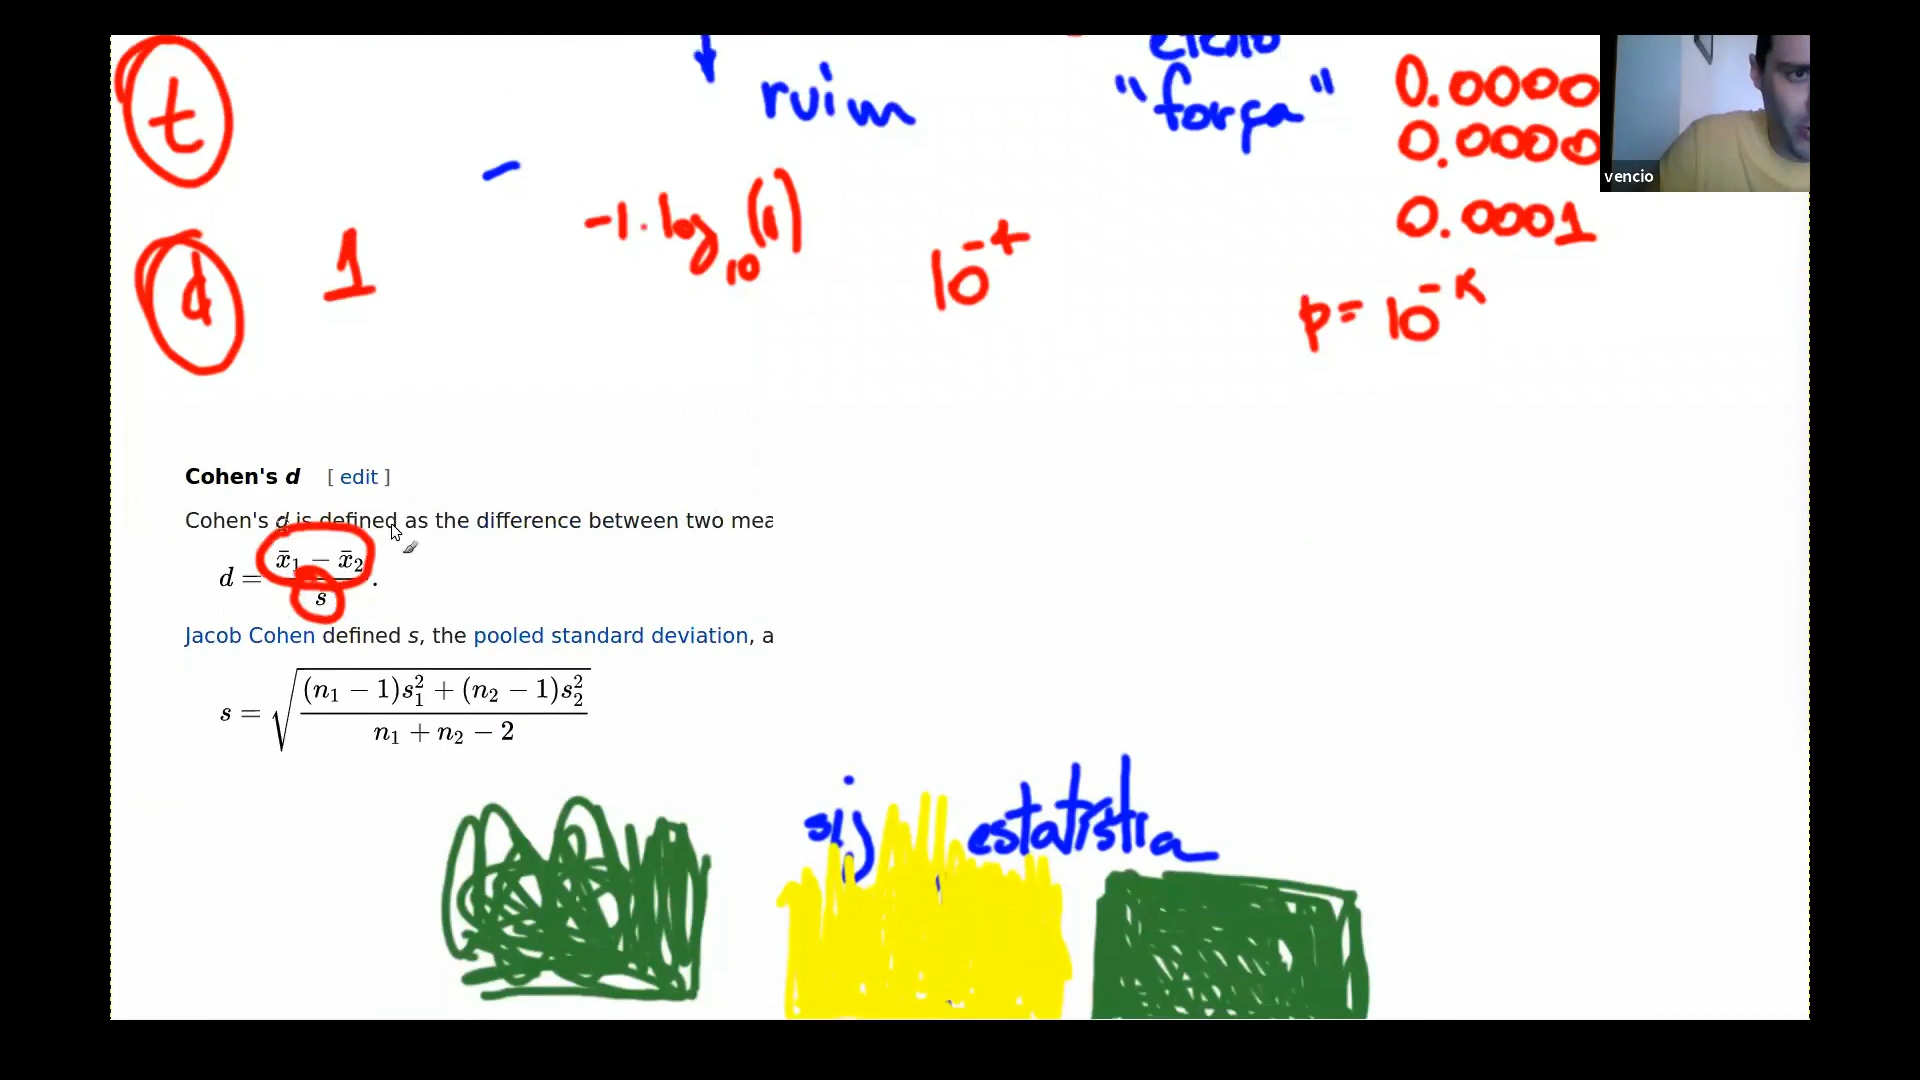 t
ruim
"força"
0.0000
0.0000
0.0001
-1.log10(1)
d
1
10^-4
p= 10^-k
vencio
Cohen's d [ edit ]
Cohen's d is defined as the difference between two mea
d = x̄1 − x̄2 / s .
Jacob Cohen defined s, the pooled standard deviation, a
s = √((n1 − 1)s1² + (n2 − 1)s2² / n1 + n2 − 2)